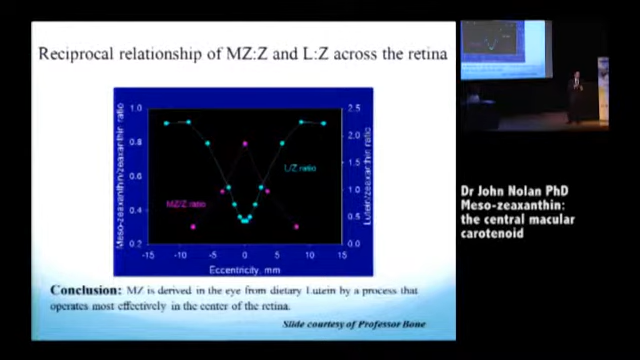 Reciprocal relationship of MZ:Z and L:Z across the retina
Meso-zeaxanthin/zeaxanthin ratio
1.0
0.8
0.6
0.4
0.2
L/Z ratio
MZ/Z ratio
2.5
2.0
1.5
1.0
0.5
0.0
Lutein/zeaxanthin ratio
-15 -10 -5 0 5 10 15
Eccentricity, mm
Conclusion: MZ is derived in the eye from dietary Lutein by a process that
operates most effectively in the center of the retina.
Slide courtesy of Professor Bone
Dr John Nolan PhD
Meso-zeaxanthin:
the central macular
carotenoid